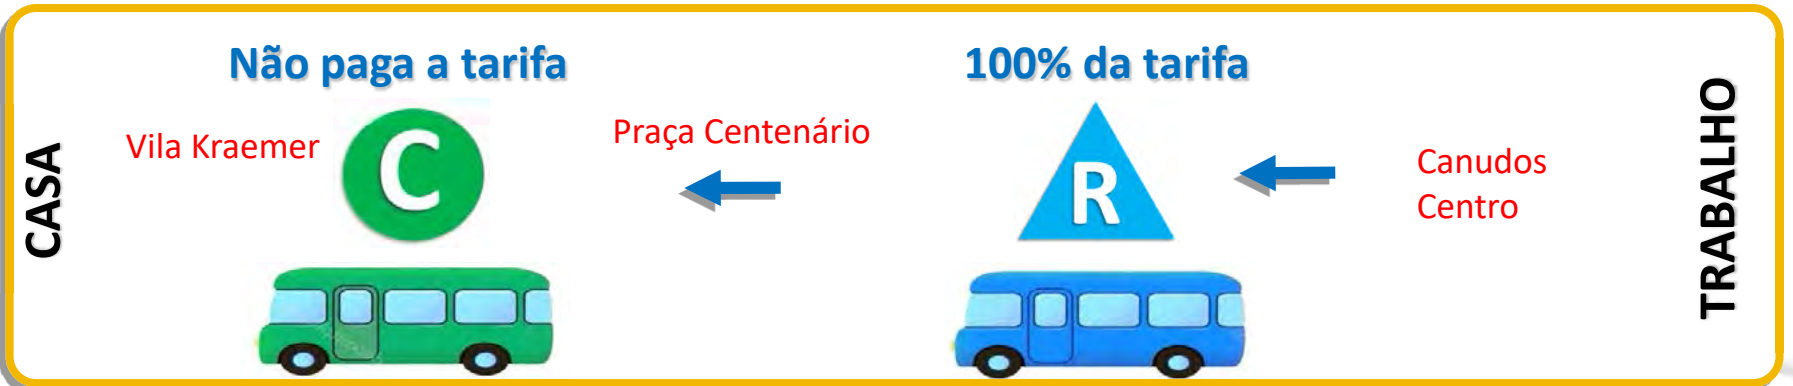 Não paga a tarifa
100% da tarifa
CASA
Vila Kraemer
C
Praça Centenário
R
Canudos
Centro
TRABALHO